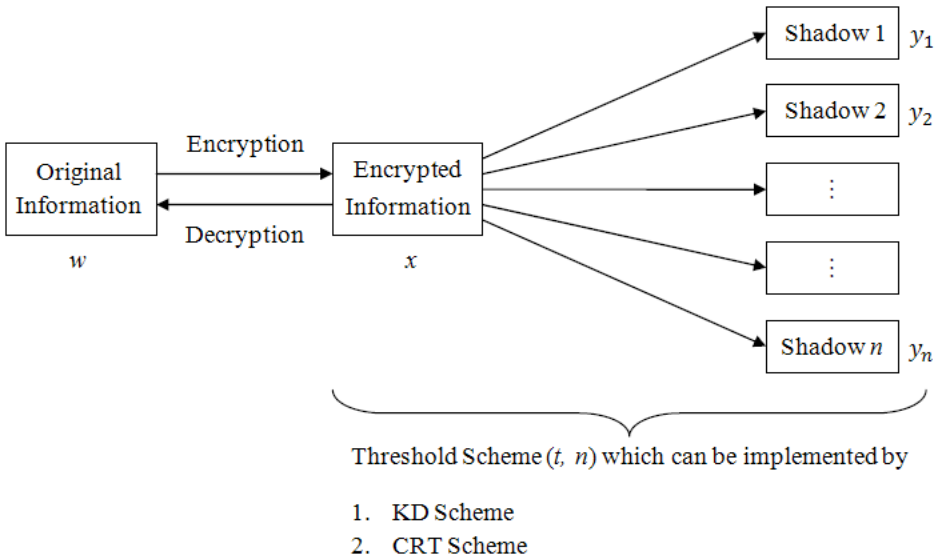 Shadow 1 y₁
Shadow 2 y₂
Encryption
Original
Information
Encrypted
Information
⋮
Decryption
w
x
⋮
Shadow n yₙ
Threshold Scheme (t, n) which can be implemented by
1. KD Scheme
2. CRT Scheme